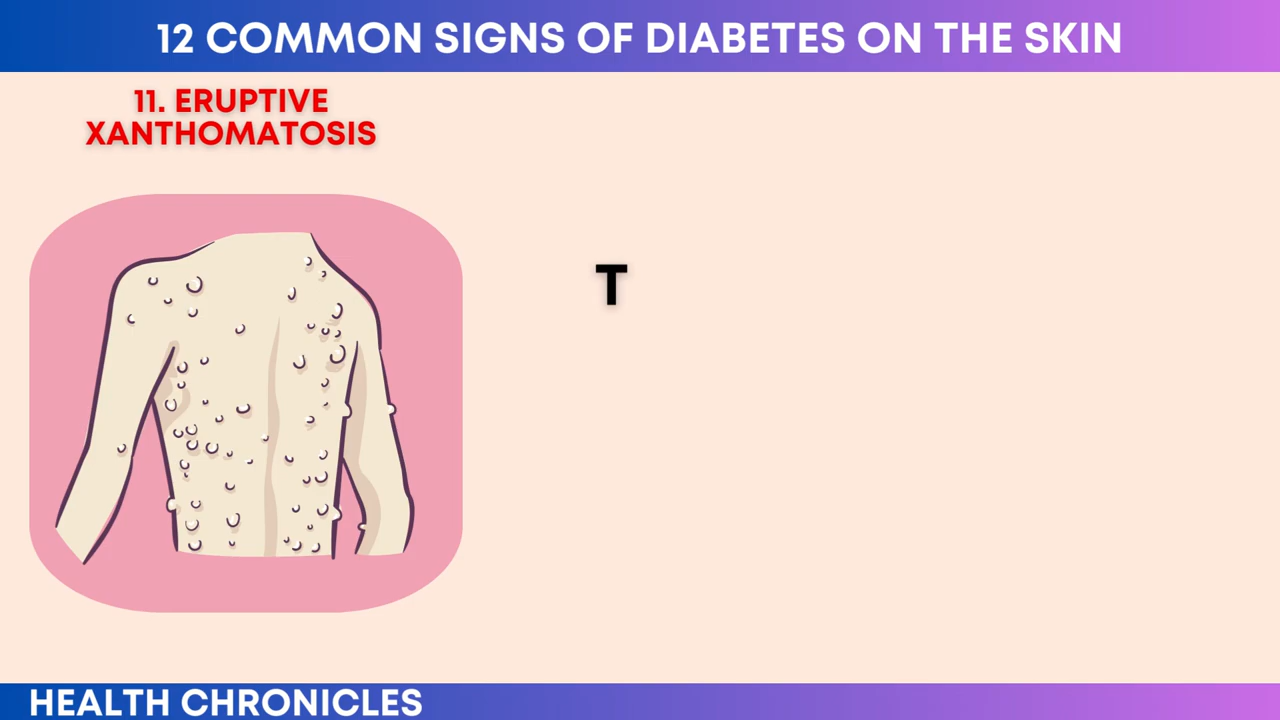 12 COMMON SIGNS OF DIABETES ON THE SKIN
11. ERUPTIVE
XANTHOMATOSIS
T
HEALTH CHRONICLES